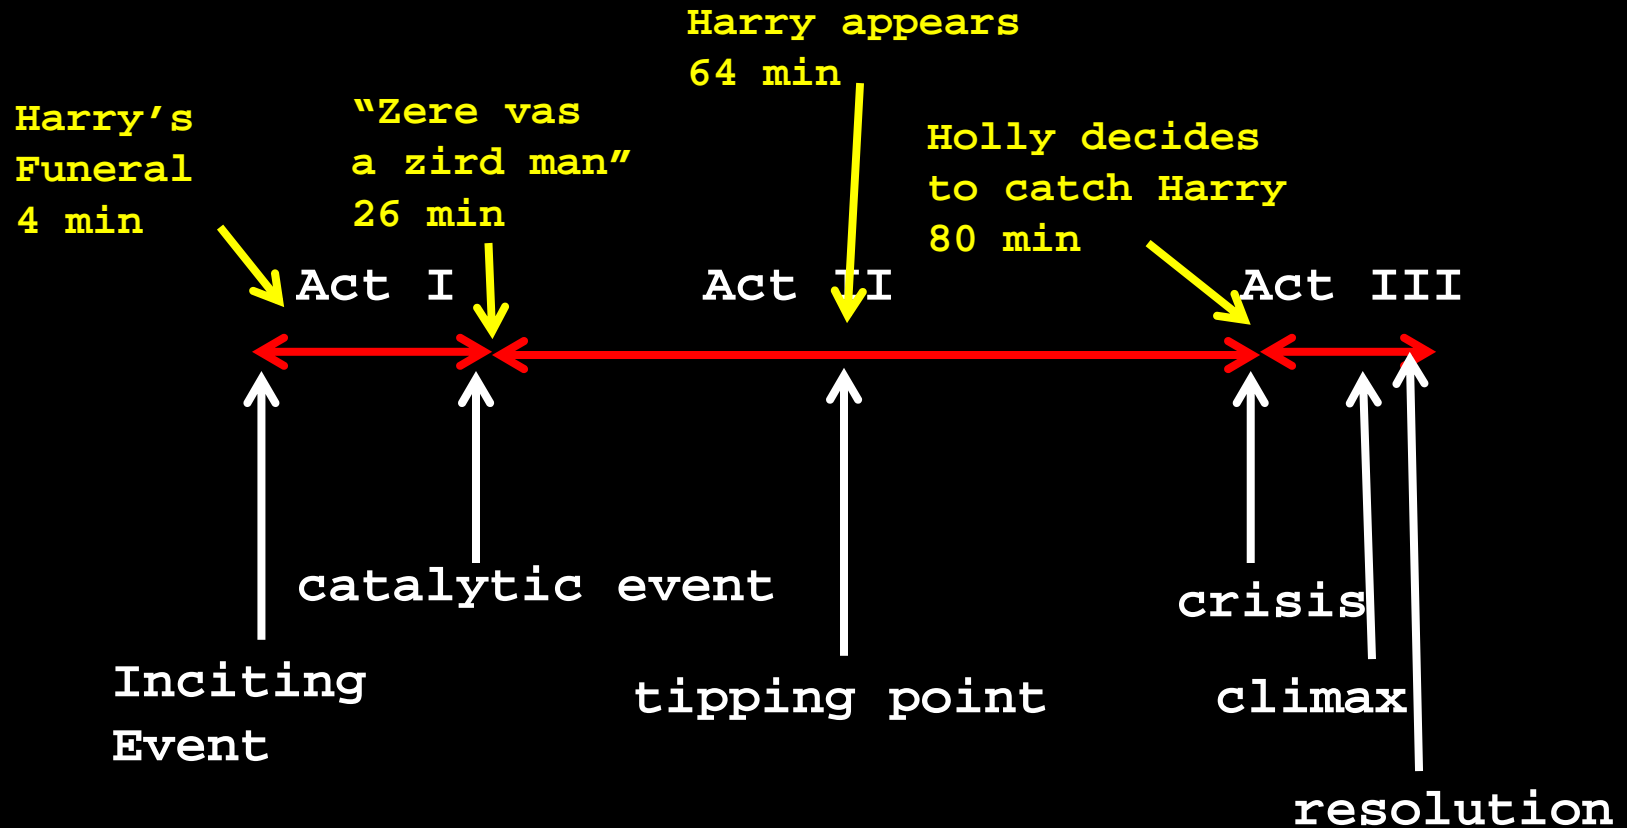 Harry appears
64 min
Harry’s
Funeral
4 min
“Zere vas
a zird man”
26 min
Holly decides
to catch Harry
80 min
Act I
Act II
Act III
catalytic event
crisis
Inciting
Event
tipping point
climax
resolution